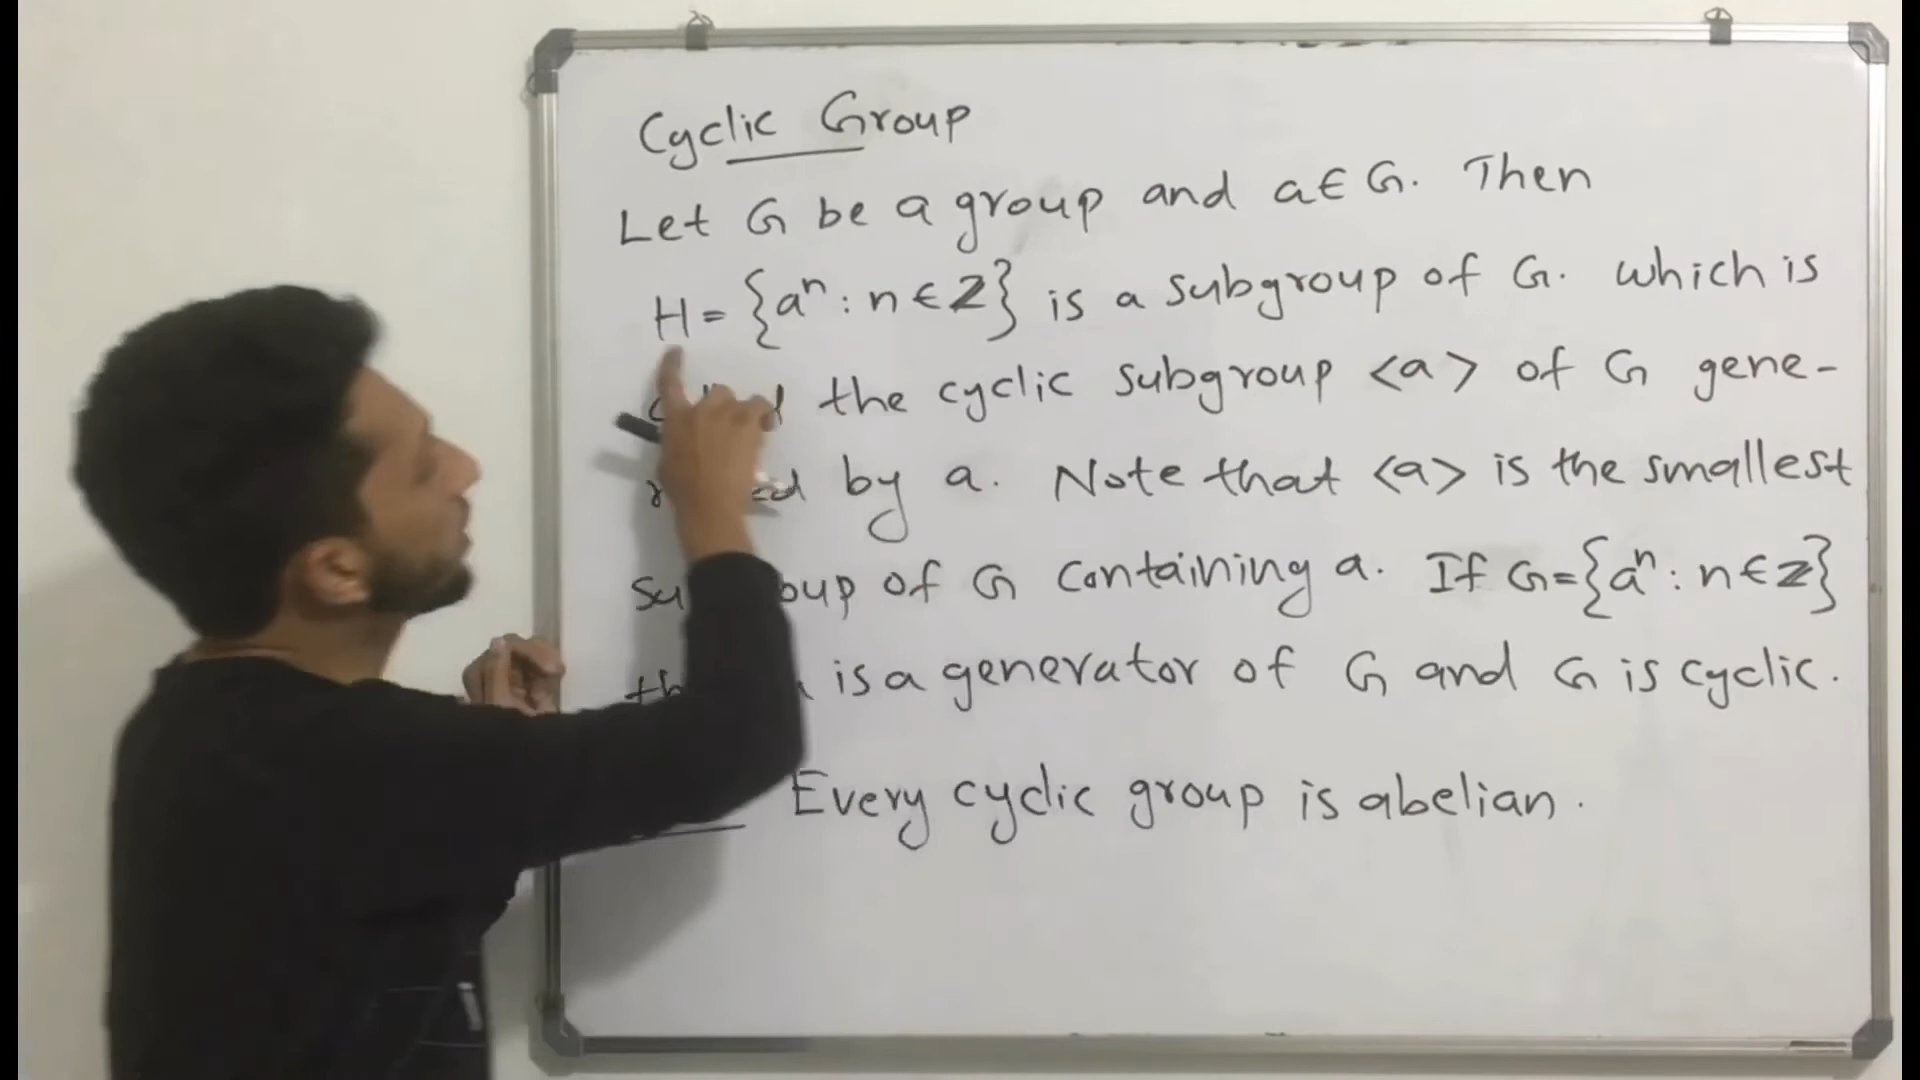 Cyclic Group
Let G be a group and a ∈ G. Then
H = {aⁿ : n ∈ Z} is a subgroup of G. which is
the cyclic subgroup <a> of G gene-
by a. Note that <a> is the smallest
of G containing a. If G = {aⁿ : n ∈ Z}
is a generator of G and G is cyclic.
Every cyclic group is abelian.